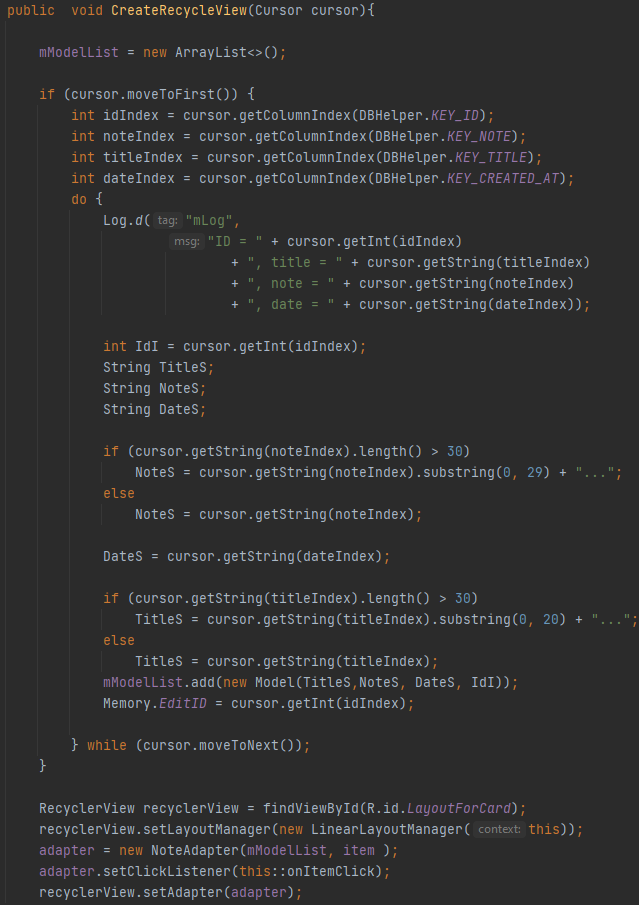 public  void CreateRecycleView(Cursor cursor){
mModelList = new ArrayList<>();
if (cursor.moveToFirst()) {
int idIndex = cursor.getColumnIndex(DBHelper.KEY_ID);
int noteIndex = cursor.getColumnIndex(DBHelper.KEY_NOTE);
int titleIndex = cursor.getColumnIndex(DBHelper.KEY_TITLE);
int dateIndex = cursor.getColumnIndex(DBHelper.KEY_CREATED_AT);
do {
Log.d( tag: "mLog",
msg: "ID = " + cursor.getInt(idIndex)
+ ", title = " + cursor.getString(titleIndex)
+ ", note = " + cursor.getString(noteIndex)
+ ", date = " + cursor.getString(dateIndex));
int IdI = cursor.getInt(idIndex);
String TitleS;
String NoteS;
String DateS;
if (cursor.getString(noteIndex).length() > 30)
NoteS = cursor.getString(noteIndex).substring(0, 29) + "...";
else
NoteS = cursor.getString(noteIndex);
DateS = cursor.getString(dateIndex);
if (cursor.getString(titleIndex).length() > 30)
TitleS = cursor.getString(titleIndex).substring(0, 20) + "...";
else
TitleS = cursor.getString(titleIndex);
mModelList.add(new Model(TitleS,NoteS, DateS, IdI));
Memory.EditID = cursor.getInt(idIndex);
} while (cursor.moveToNext());
}
RecyclerView recyclerView = findViewById(R.id.LayoutForCard);
recyclerView.setLayoutManager(new LinearLayoutManager( context: this));
adapter = new NoteAdapter(mModelList, item );
adapter.setClickListener(this::onItemClick);
recyclerView.setAdapter(adapter);